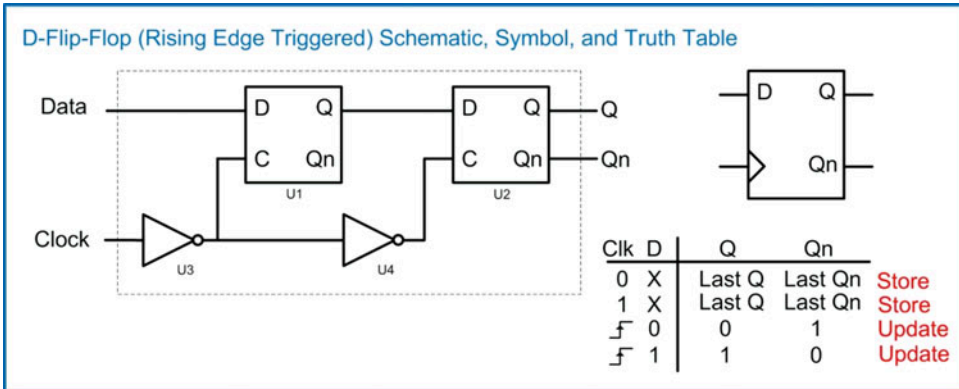 D-Flip-Flop (Rising Edge Triggered) Schematic, Symbol, and Truth Table
Data
D Q
D Q
Q
D Q
C Qn
C Qn
Qn
Qn
U1
U2
Clock
U3
U4
Clk D Q Qn
0 X Last Q Last Qn Store
1 X Last Q Last Qn Store
0 0 1 Update
1 1 0 Update